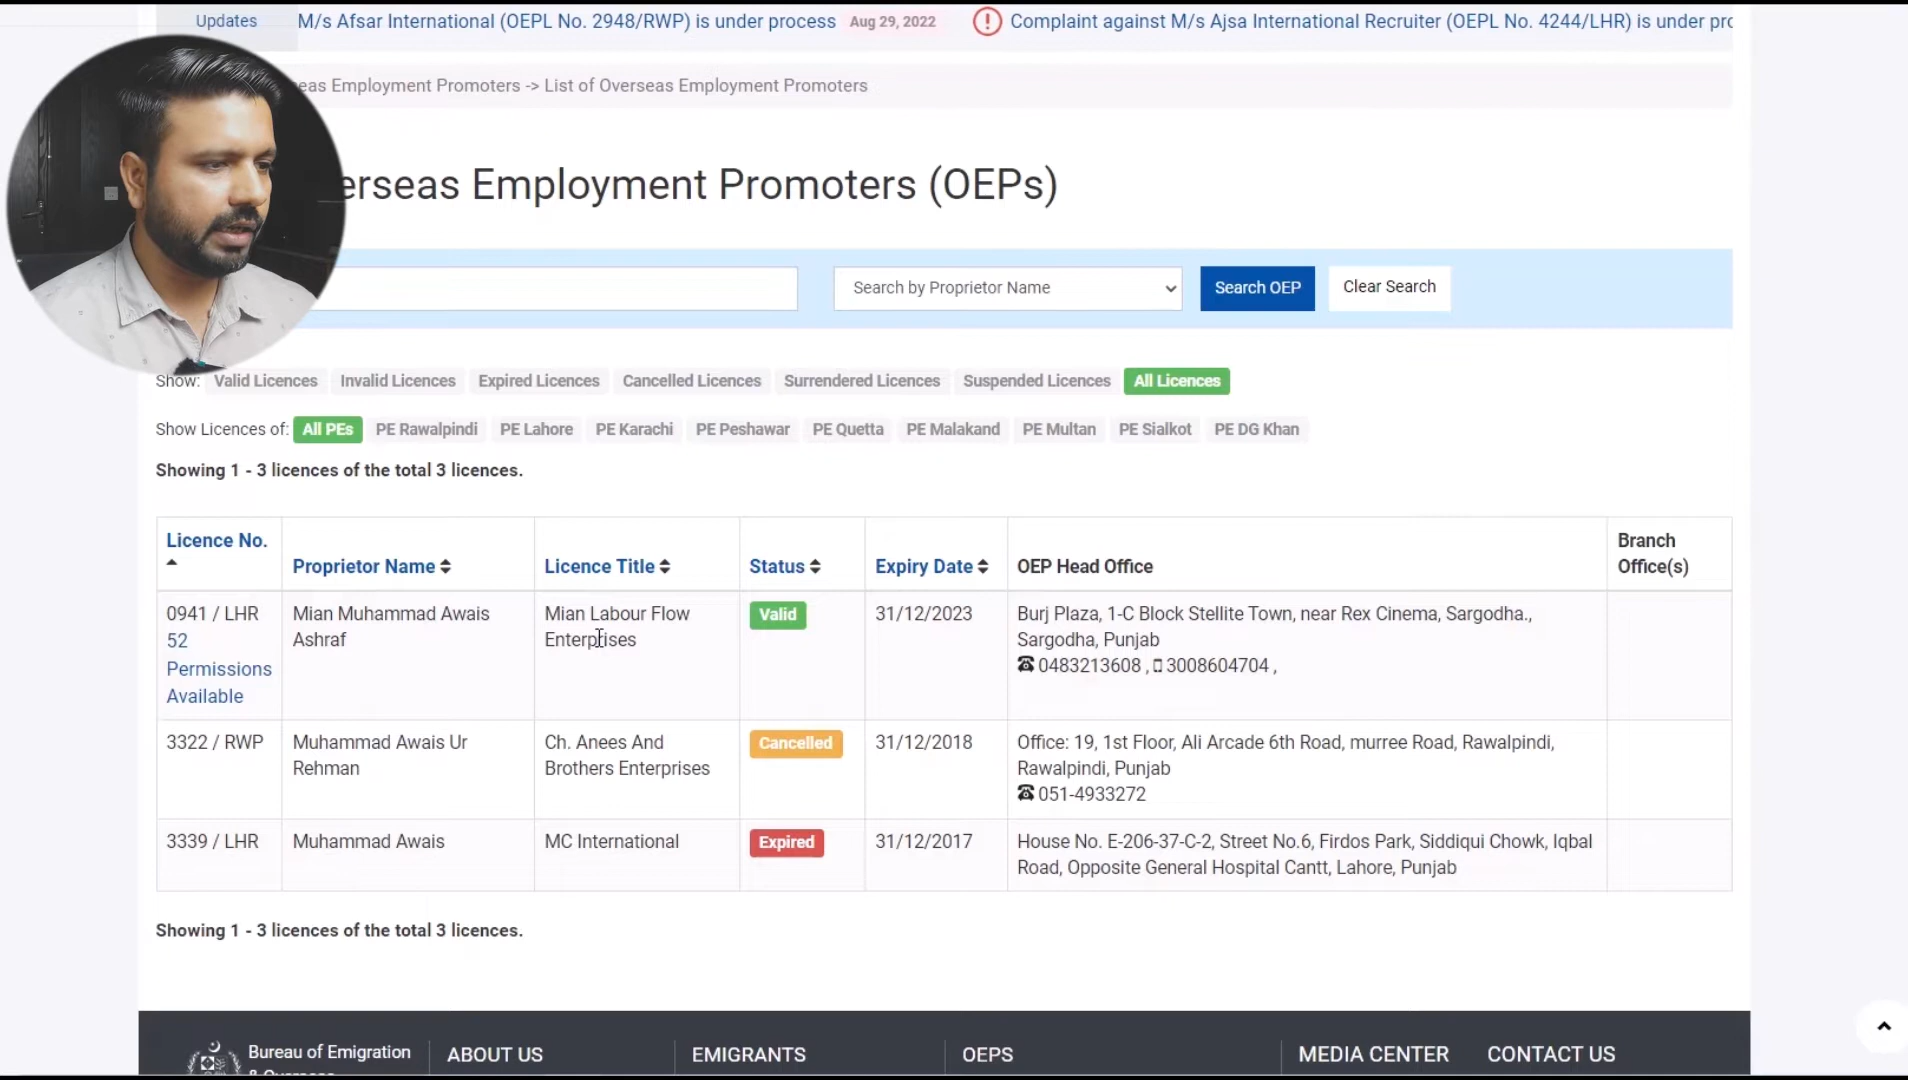 Updates
M/s Afsar International (OEPL No. 2948/RWP) is under process Aug 29, 2022
Complaint against M/s Ajsa International Recruiter (OEPL No. 4244/LHR) is under
Employment Promoters -> List of Overseas Employment Promoters
Employment Promoters (OEPs)
Search by Proprietor Name
Search OEP
Clear Search
Show: Valid Licences Invalid Licences Expired Licences Cancelled Licences Surrendered Licences Suspended Licences All Licences
Show Licences of: All PEs PE Rawalpindi PE Lahore PE Karachi PE Peshawar PE Quetta PE Malakand PE Multan PE Sialkot PE DG Khan
Showing 1 - 3 licences of the total 3 licences.
Licence No.
Proprietor Name
Licence Title
Status
Expiry Date
OEP Head Office
Branch
Office(s)
0941 / LHR
52
Permissions
Available
Mian Muhammad Awais
Ashraf
Mian Labour Flow
Enterprises
Valid
31/12/2023
Burj Plaza, 1-C Block Stellite Town, near Rex Cinema, Sargodha.,
Sargodha, Punjab
0483213608 , 3008604704 ,
3322 / RWP
Muhammad Awais Ur
Rehman
Ch. Anees And
Brothers Enterprises
Cancelled
31/12/2018
Office: 19, 1st Floor, Ali Arcade 6th Road, murree Road, Rawalpindi,
Rawalpindi, Punjab
051-4933272
3339 / LHR
Muhammad Awais
MC International
Expired
31/12/2017
House No. E-206-37-C-2, Street No.6, Firdos Park, Siddiqui Chowk, Iqbal
Road, Opposite General Hospital Cantt, Lahore, Punjab
Showing 1 - 3 licences of the total 3 licences.
Bureau of Emigration
ABOUT US
EMIGRANTS
OEPS
MEDIA CENTER
CONTACT US